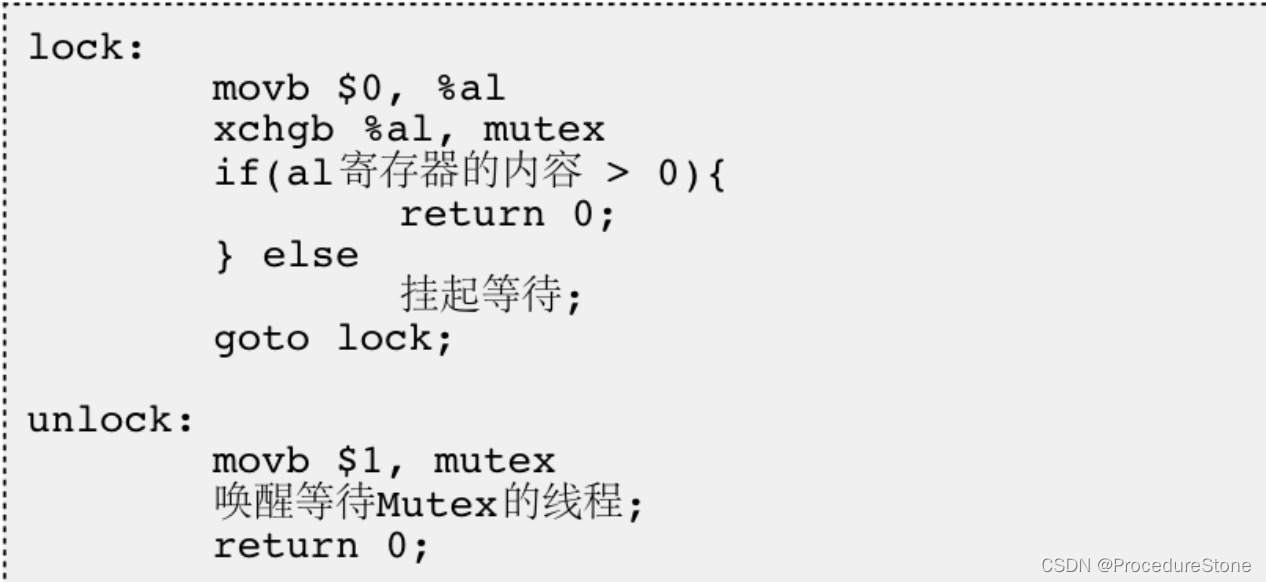 lock:
movb $0, %al
xchgb %al, mutex
if(al寄存器的内容 > 0){
return 0;
} else
挂起等待;
goto lock;
unlock:
movb $1, mutex
唤醒等待Mutex的线程;
return 0;
CSDN @ProcedureStone